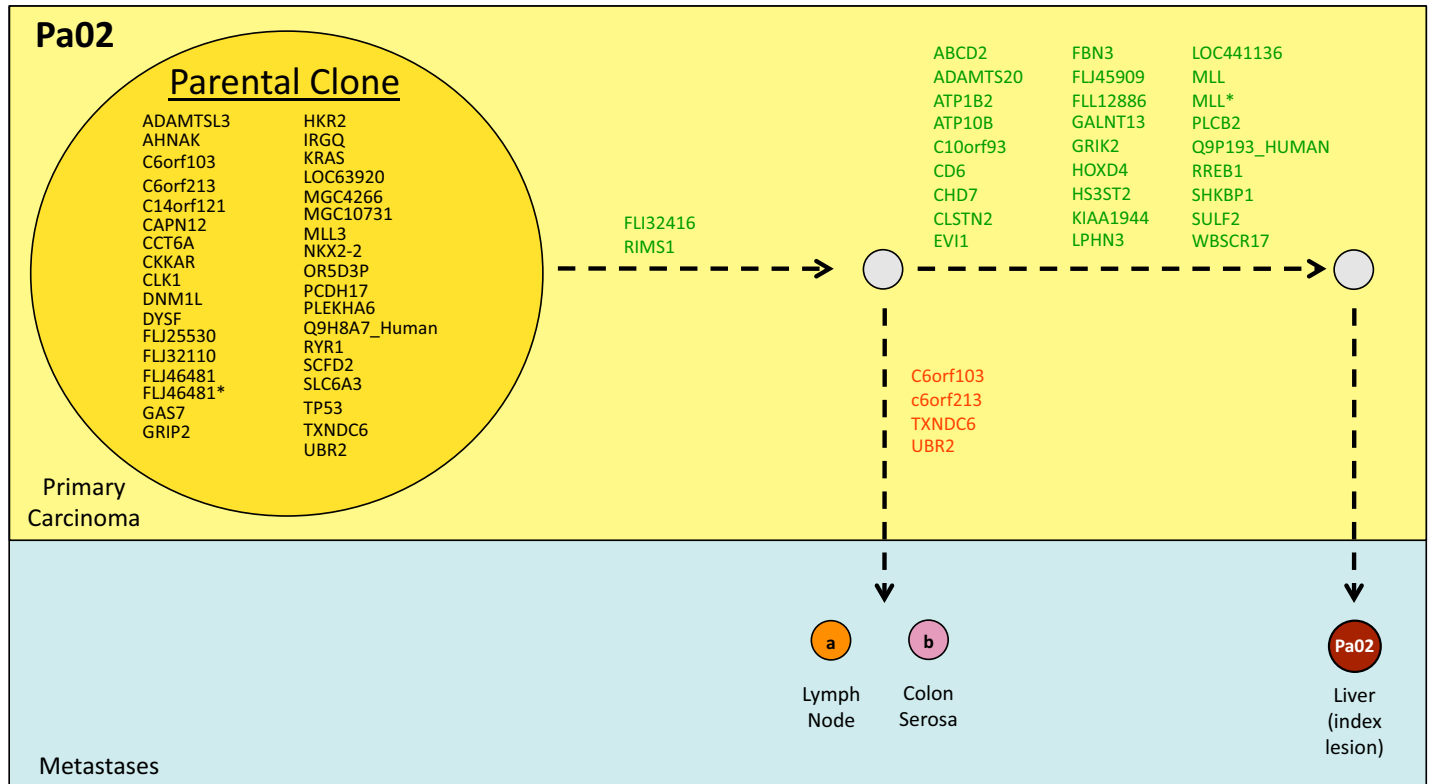 Pa02
Parental Clone
ADAMTSL3
AHNAK
C6orf103
C6orf213
C14orf121
CAPN12
CCT6A
CKKAR
CLK1
DNM1L
DYSF
FLJ25530
FLJ32110
FLJ46481
FLJ46481*
GAS7
GRIP2
HKR2
IRGQ
KRAS
LOC63920
MGC4266
MGC10731
MLL3
NKX2-2
OR5D3P
PCDH17
PLEKHA6
Q9H8A7_Human
RYR1
SCFD2
SLC6A3
TP53
TXNDC6
UBR2
Primary
Carcinoma
FLI32416
RIMS1
ABCD2
ADAMTS20
ATP1B2
ATP10B
C10orf93
CD6
CHD7
CLSTN2
EVI1
FBN3
FLJ45909
FLL12886
GALNT13
GRIK2
HOXD4
HS3ST2
KIAA1944
LPHN3
LOC441136
MLL
MLL*
PLCB2
Q9P193_HUMAN
RREB1
SHKBP1
SULF2
WBSCR17
C6orf103
c6orf213
TXNDC6
UBR2
a
Lymph
Node
b
Colon
Serosa
Pa02
Liver
(index
lesion)
Metastases